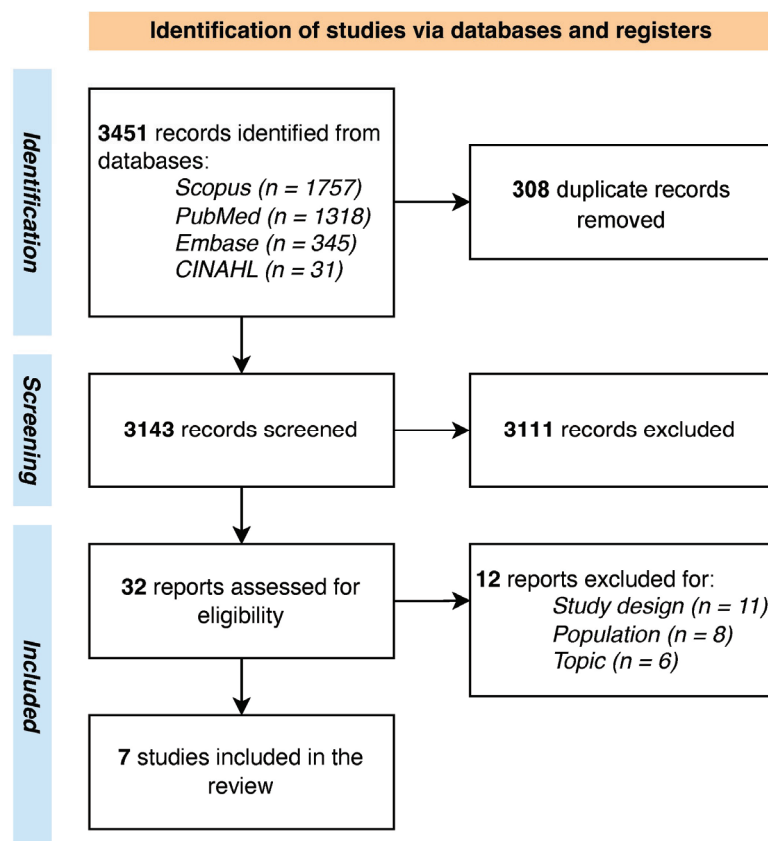 Identification of studies via databases and registers
Identification
3451 records identified from
databases:
Scopus (n = 1757)
PubMed (n = 1318)
Embase (n = 345)
CINAHL (n = 31)
308 duplicate records
removed
Screening
3143 records screened
3111 records excluded
Included
32 reports assessed for
eligibility
12 reports excluded for:
Study design (n = 11)
Population (n = 8)
Topic (n = 6)
7 studies included in the
review